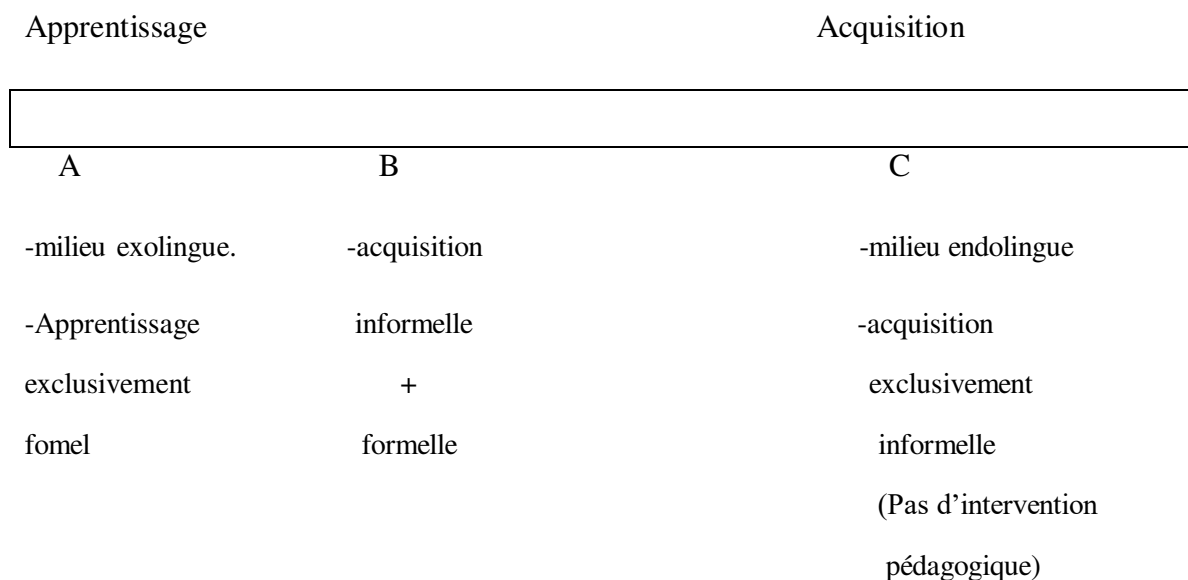 Apprentissage Acquisition
A B C
-milieu exolingue. -acquisition -milieu endolingue
-Apprentissage informelle -acquisition
exclusivement + exclusivement
fomel formelle informelle
(Pas d’intervention
pédagogique)